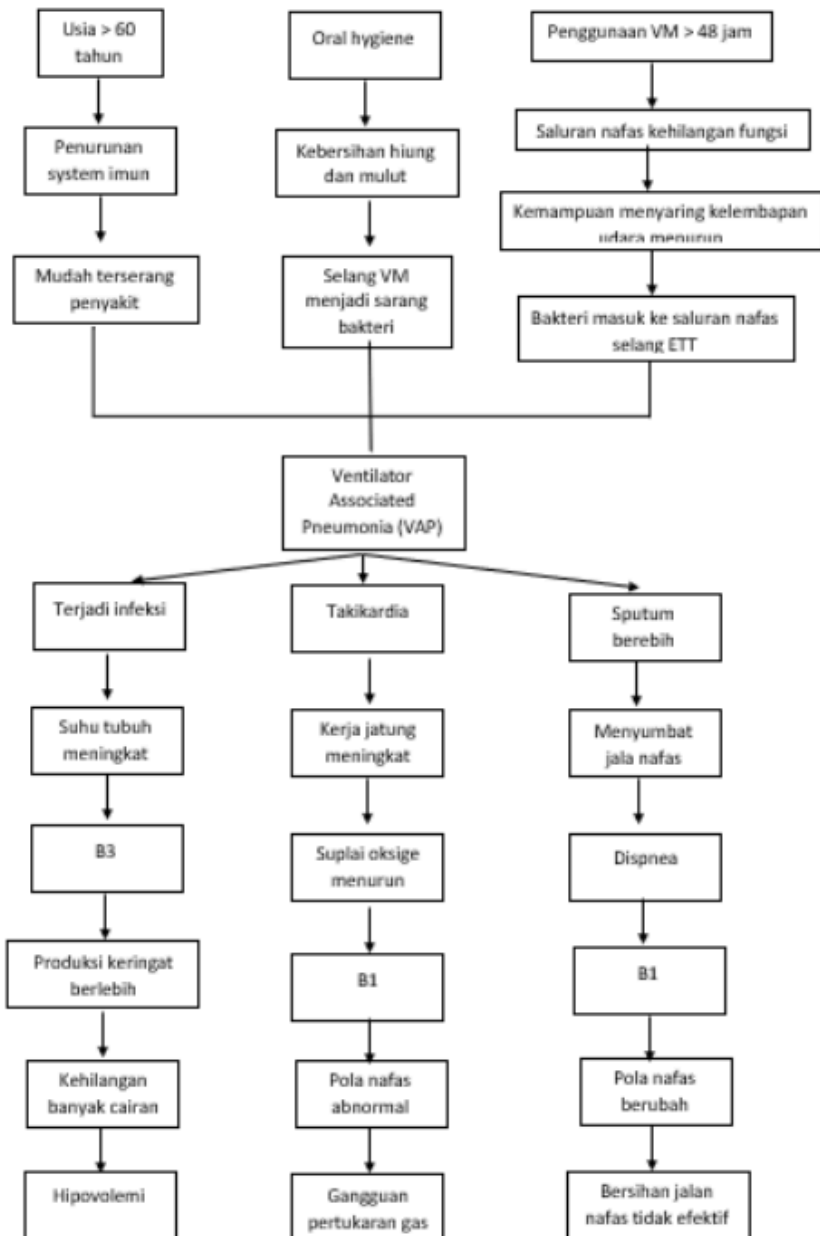 Usia > 60
tahun
Oral hygiene
Penggunaan VM > 48 jam
Penurunan
system imun
Kebersihan hiung
dan mulut
Saluran nafas kehilangan fungsi
Kemampuan menyaring kelembapan
udara menurun
Mudah terserang
penyakit
Selang VM
menjadi sarang
bakteri
Bakteri masuk ke saluran nafas
selang ETT
Ventilator
Associated
Pneumonia (VAP)
Terjadi infeksi
Takikardia
Sputum
berebih
Suhu tubuh
meningkat
Kerja jatung
meningkat
Menyumbat
jala nafas
B3
Suplai oksige
menurun
Dispnea
Produksi keringat
berlebih
B1
B1
Kehilangan
banyak cairan
Pola nafas
abnormal
Pola nafas
berubah
Hipovolemi
Gangguan
pertukaran gas
Bersihan jalan
nafas tidak efektif